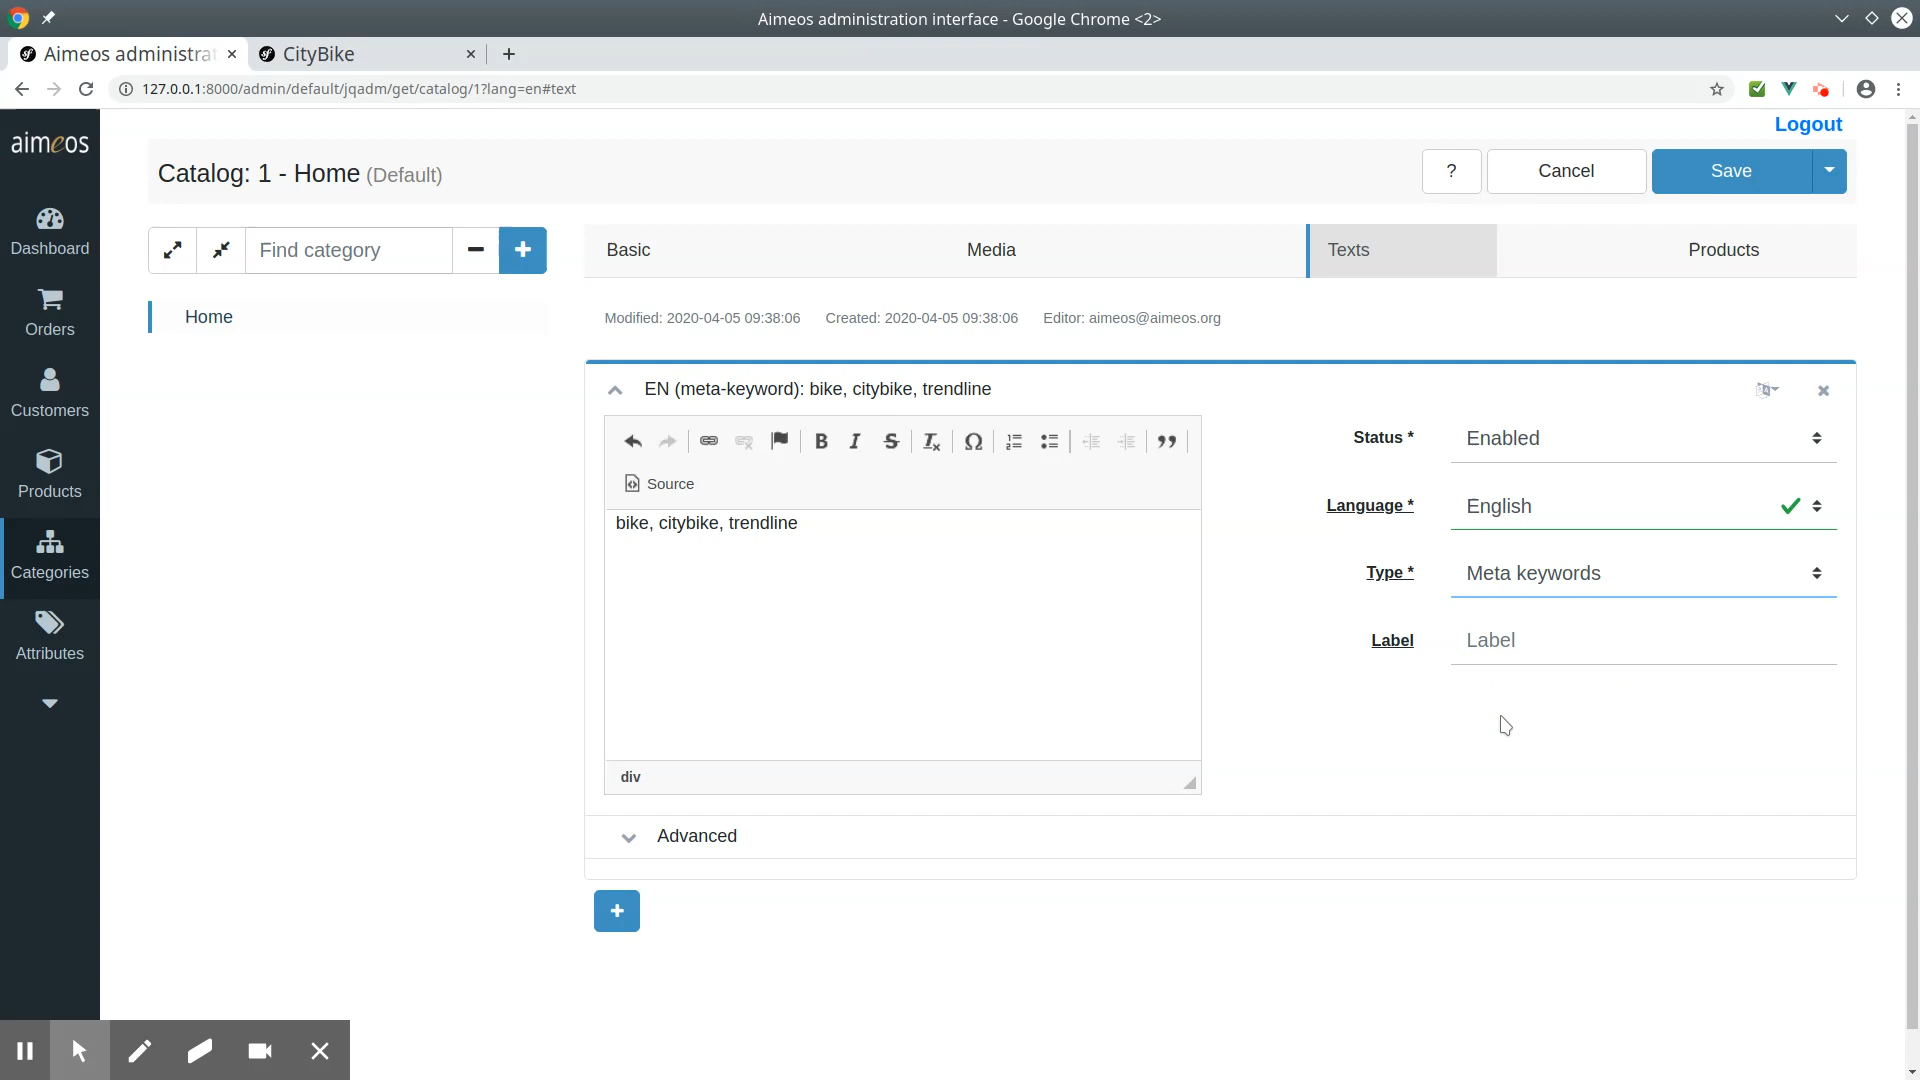 Aimeos administration interface - Google Chrome <2>
Aimeos administrat
CityBike
127.0.0.1:8000/admin/default/jqadm/get/catalog/1?lang=en#text
aimeos
Logout
Catalog: 1 - Home (Default)
?
Cancel
Save
Dashboard
Find category
Basic
Media
Texts
Products
Home
Modified: 2020-04-05 09:38:06 Created: 2020-04-05 09:38:06 Editor: aimeos@aimeos.org
Orders
Customers
Products
Categories
Attributes
EN (meta-keyword): bike, citybike, trendline
Source
bike, citybike, trendline
div
Status * Enabled
Language * English
Type * Meta keywords
Label Label
Advanced